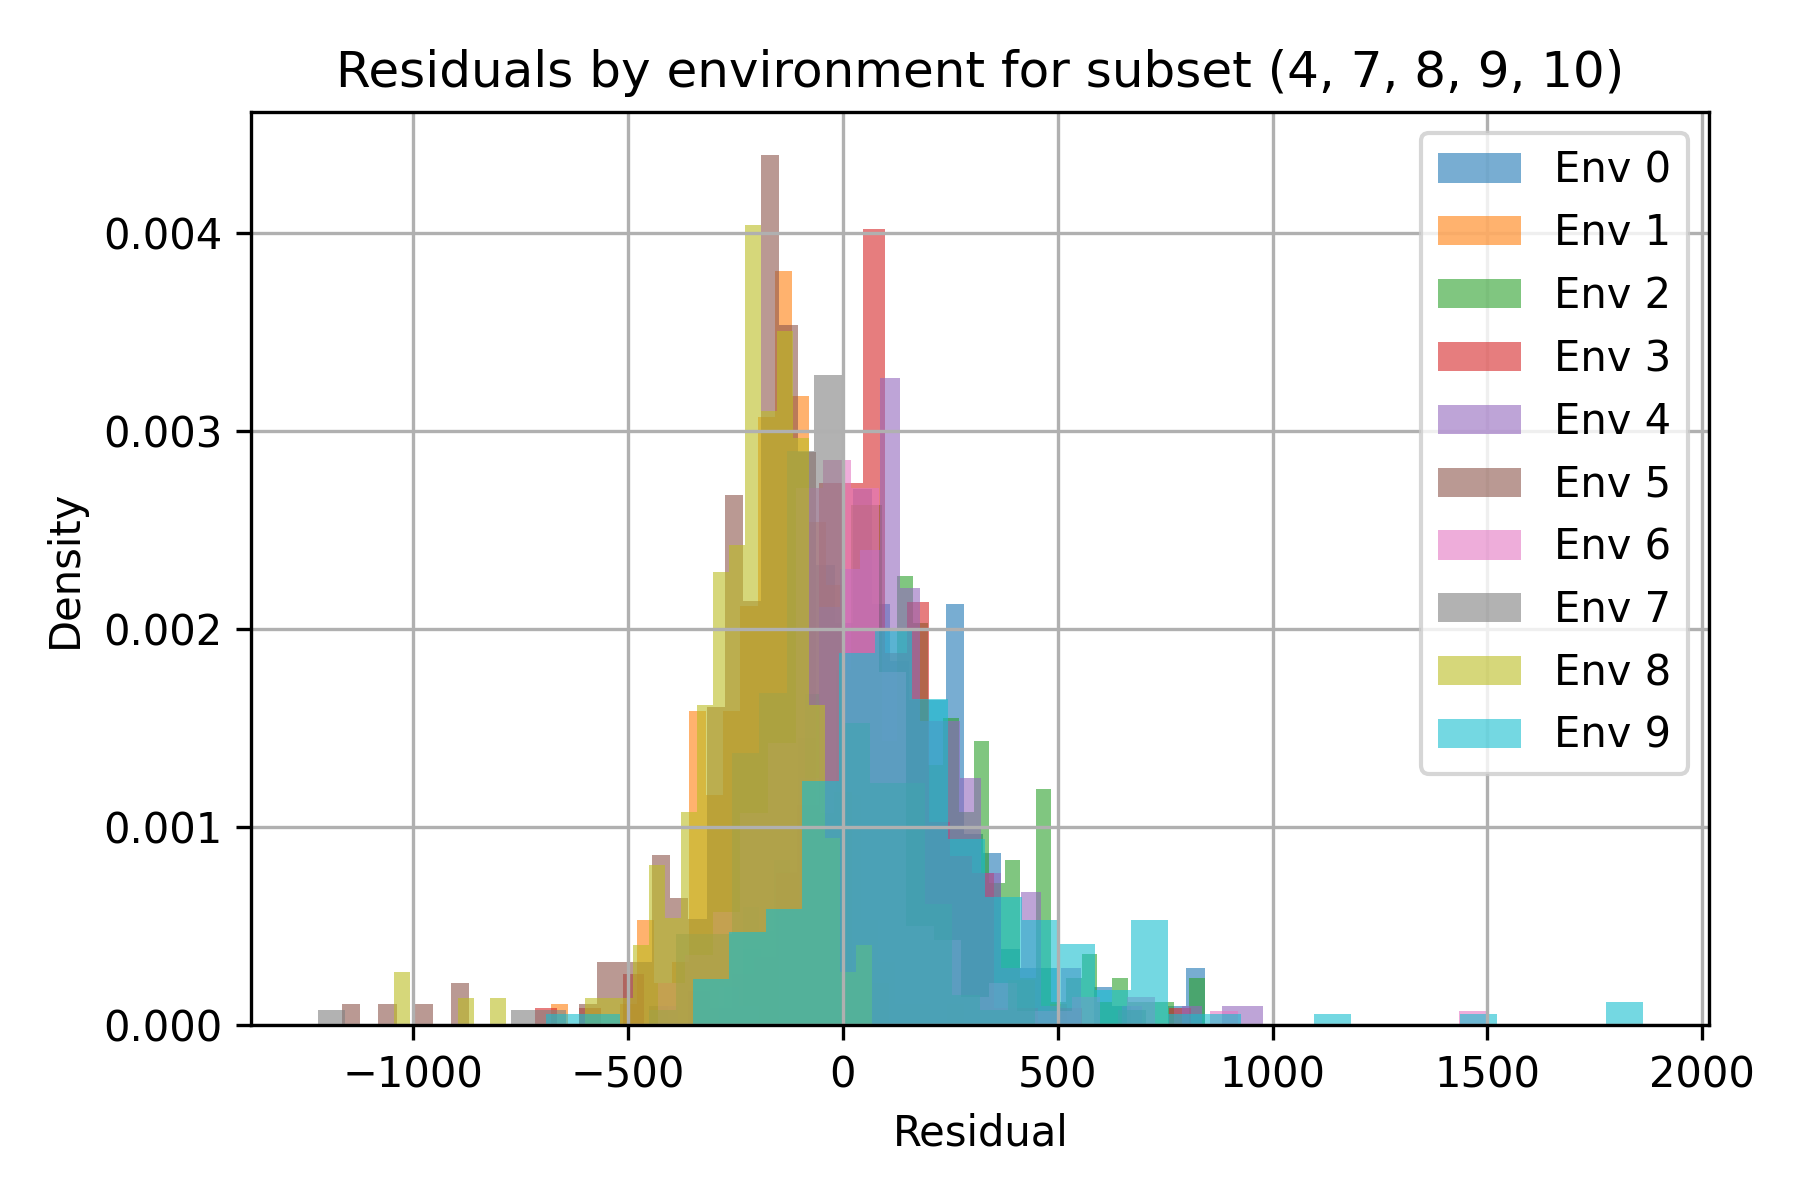 Residuals by environment for subset (4, 7, 8, 9, 10)
Density
0.004
0.003
0.002
0.001
0.000
−1000
−500
0
500
1000
1500
2000
Residual
Env 0
Env 1
Env 2
Env 3
Env 4
Env 5
Env 6
Env 7
Env 8
Env 9